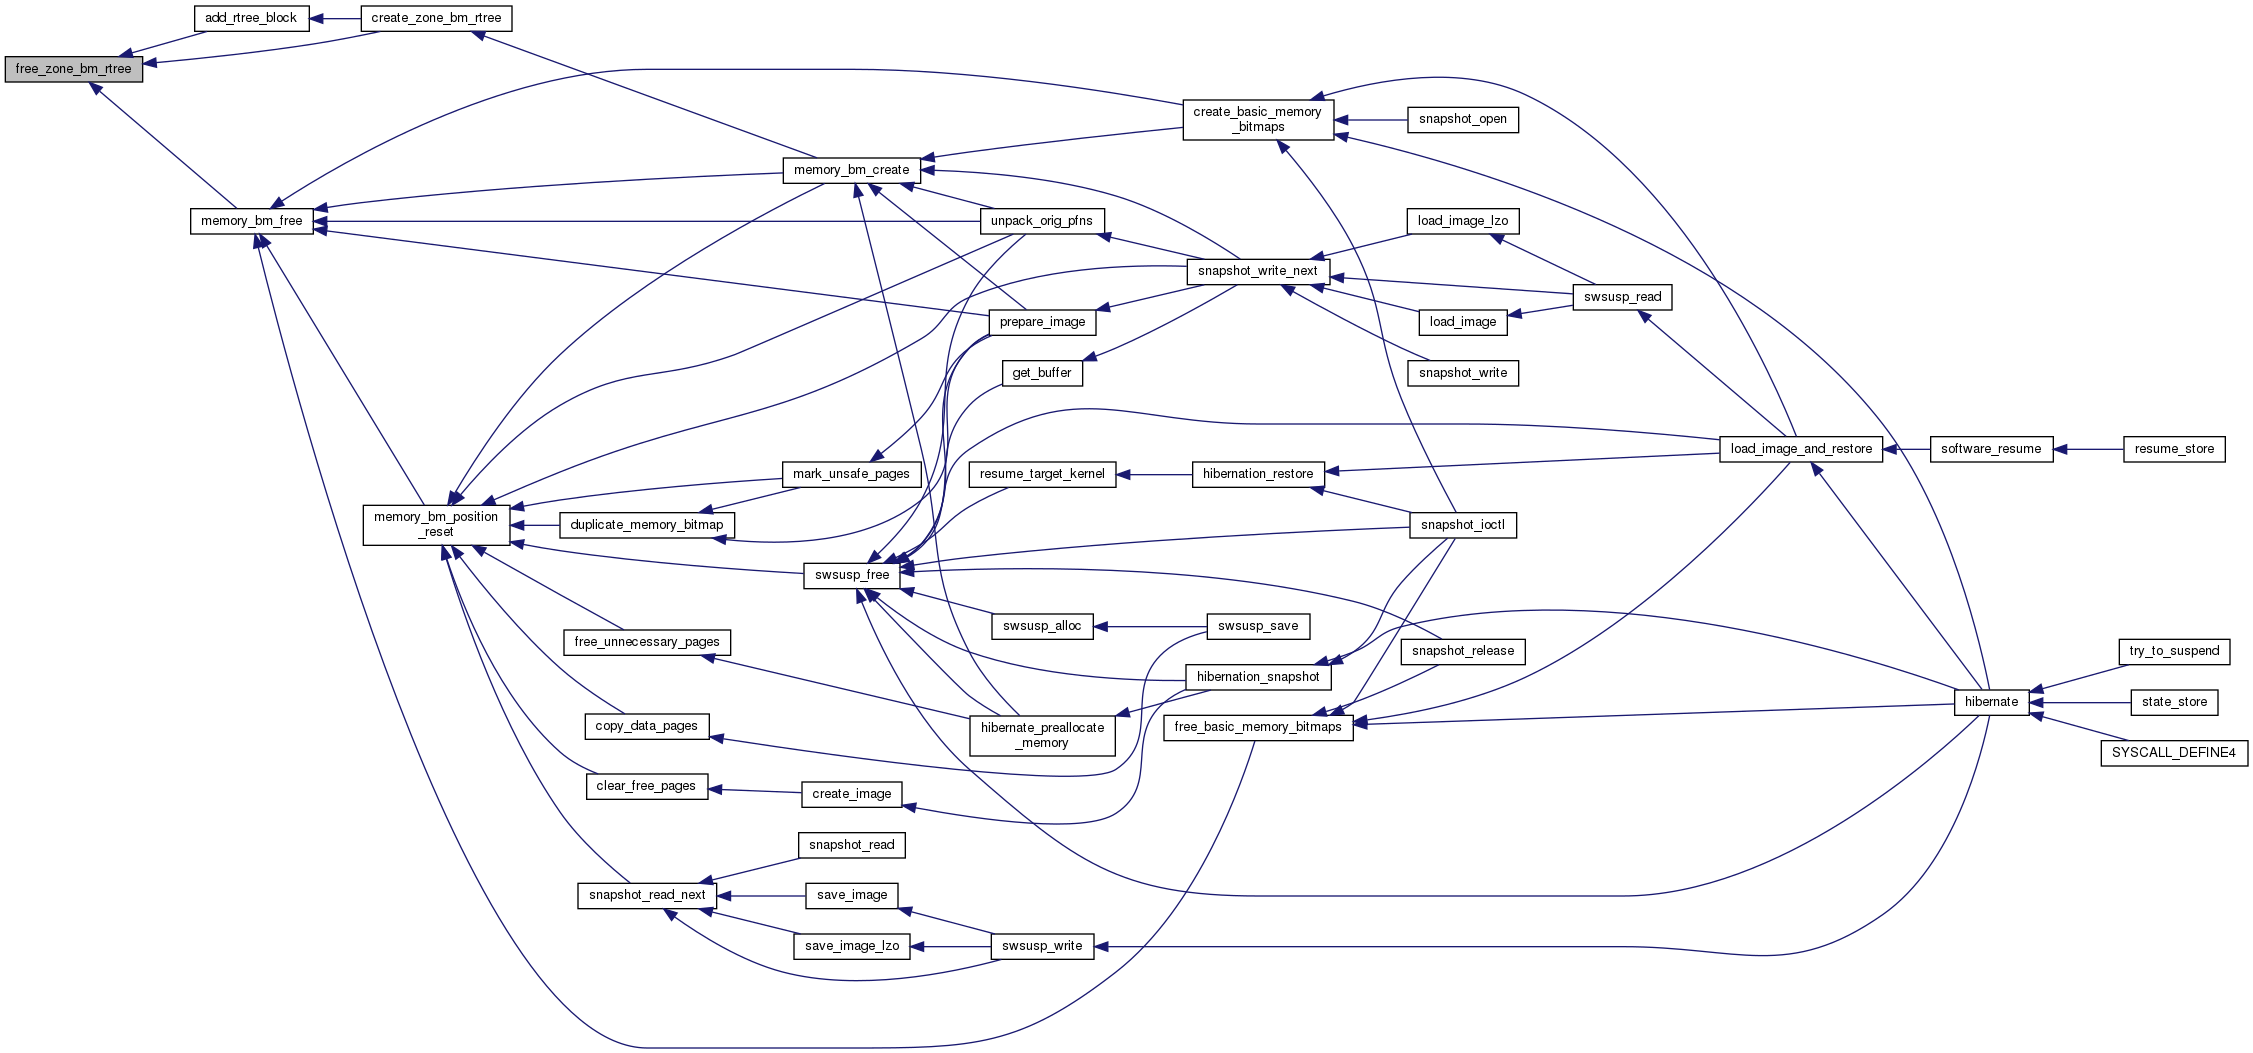 add_rtree_block
create_zone_bm_rtree
free_zone_bm_rtree
create_basic_memory
_bitmaps
snapshot_open
memory_bm_create
memory_bm_free
unpack_orig_pfns
load_image_lzo
snapshot_write_next
swsusp_read
prepare_image
load_image
get_buffer
snapshot_write
load_image_and_restore
software_resume
resume_store
mark_unsafe_pages
resume_target_kernel
hibernation_restore
memory_bm_position
_reset
duplicate_memory_bitmap
snapshot_ioctl
swsusp_free
swsusp_alloc
swsusp_save
free_unnecessary_pages
snapshot_release
try_to_suspend
hibernation_snapshot
hibernate
state_store
copy_data_pages
hibernate_preallocate
_memory
free_basic_memory_bitmaps
SYSCALL_DEFINE4
clear_free_pages
create_image
snapshot_read
snapshot_read_next
save_image
save_image_lzo
swsusp_write